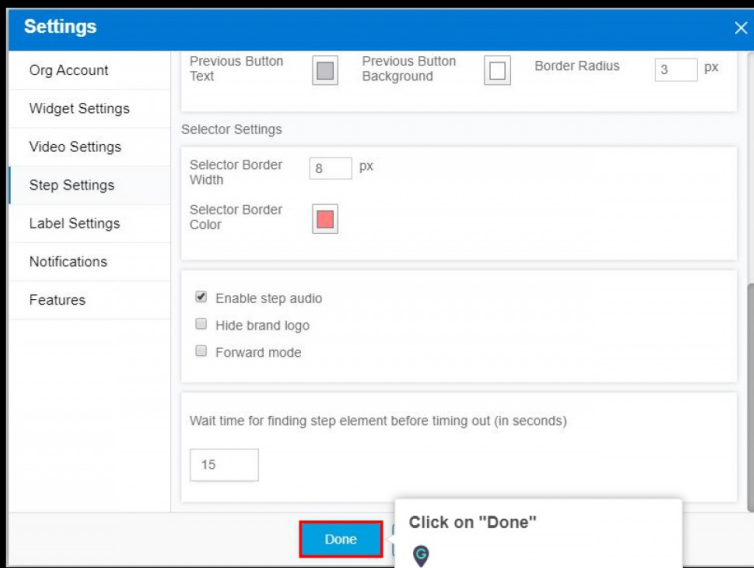 Settings
Org Account
Widget Settings
Video Settings
Step Settings
Label Settings
Notifications
Features
Previous Button Text
Previous Button Background
Border Radius
3 px
Selector Settings
Selector Border Width
8 px
Selector Border Color
Enable step audio
Hide brand logo
Forward mode
Wait time for finding step element before timing out (in seconds)
15
Done
Click on "Done"
G